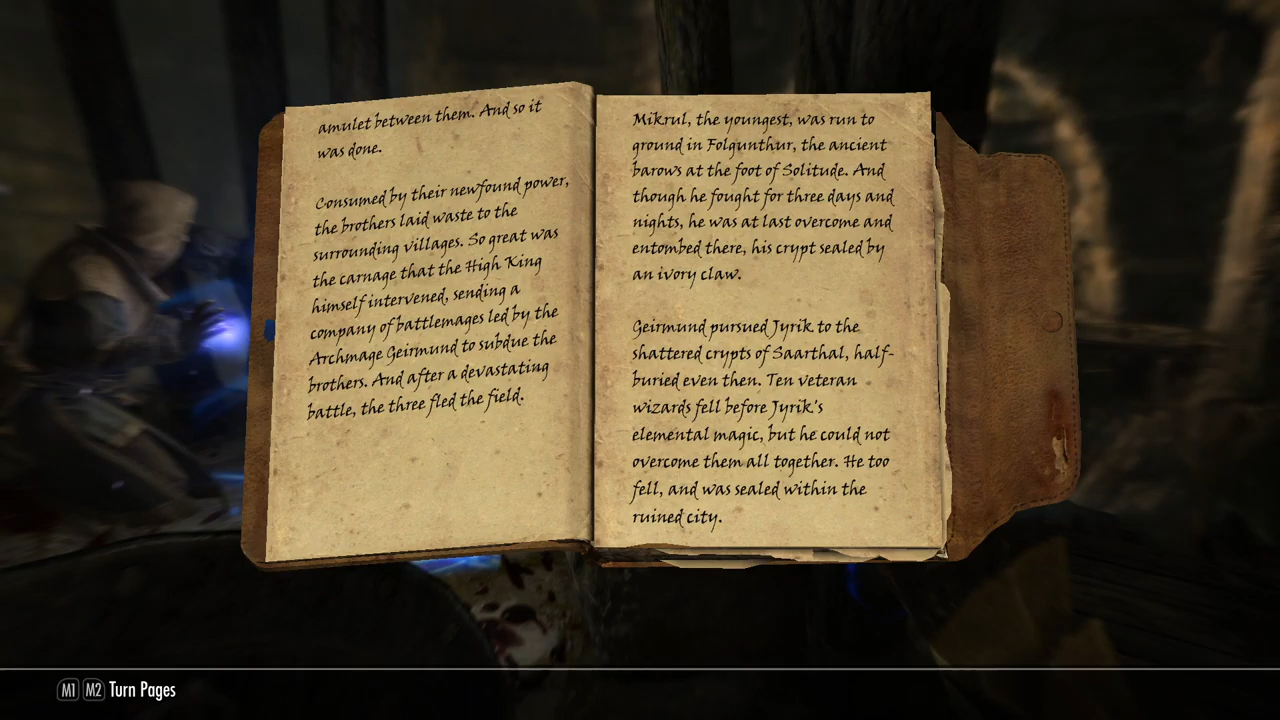 amulet between them. And so it
was done.
Consumed by their newfound power,
the brothers laid waste to the
surrounding villages. So great was
the carnage that the High King
himself intervened, sending a
company of battlemages led by the
Archmage Geirmund to subdue the
brothers. And after a devastating
battle, the three fled the field.
Mikrul, the youngest, was run to
ground in Folgunthur, the ancient
barows at the foot of Solitude. And
though he fought for three days and
nights, he was at last overcome and
entombed there, his crypt sealed by
an ivory claw.
Geirmund pursued Jyrik to the
shattered crypts of Saarthal, half-
buried even then. Ten veteran
wizards fell before Jyrik's
elemental magic, but he could not
overcome them all together. He too
fell, and was sealed within the
ruined city.
M1 M2 Turn Pages